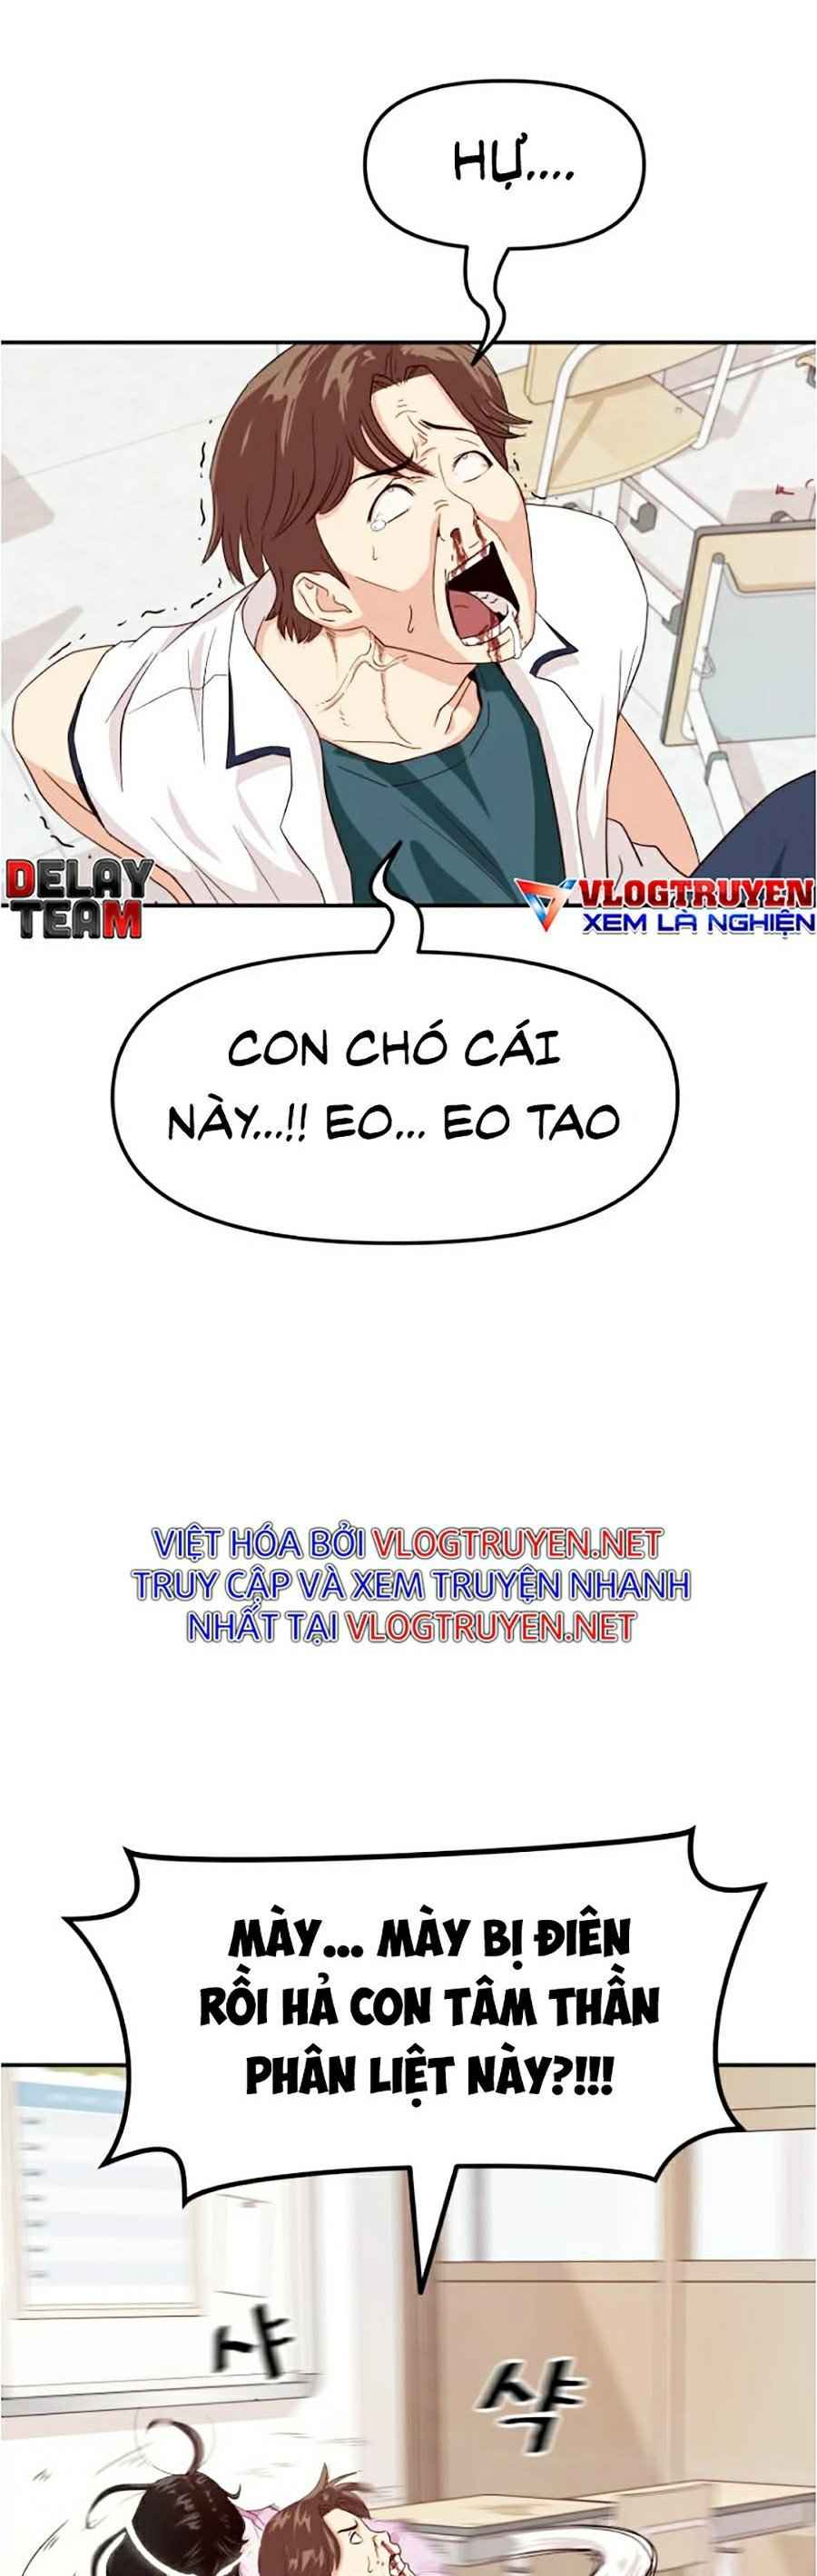 HỰ....
DELAY
TEAM
VLOGTRUYEN
XEM LÀ NGHIỆN
CON CHÓ CÁI
NÀY...!! EO... EO TAO
VIỆT HÓA BỞI VLOGTRUYEN.NET
TRUY CẬP VÀ XEM TRUYỆN NHANH
NHẤT TẠI VLOGTRUYEN.NET
MÀY... MÀY BỊ ĐIÊN
RỒI HẢ CON TÂM THẦN
PHÂN LIỆT NÀY?!!!
샤
샥